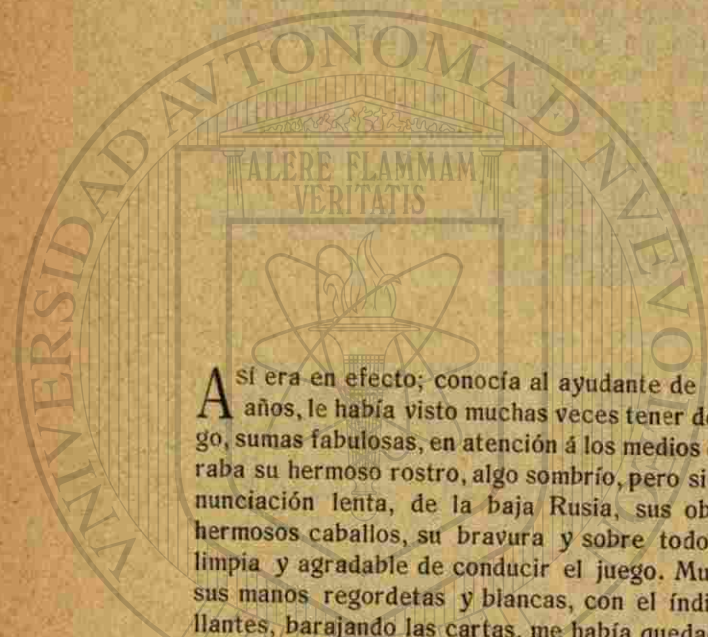 UNIVERSIDAD AUTONOMA D NUEVO
ALERE FLAMMAM
VERITATIS
Así era en efecto; conocía al ayudante de
años, le había visto muchas veces tener d
go, sumas fabulosas, en atención á los medios
raba su hermoso rostro, algo sombrío, pero si
nunciación lenta, de la baja Rusia, sus ob
hermosos caballos, su bravura y sobre todo
limpia y agradable de conducir el juego. Mu
sus manos regordetas y blancas, con el índi
llantes, barajando las cartas, me había queda